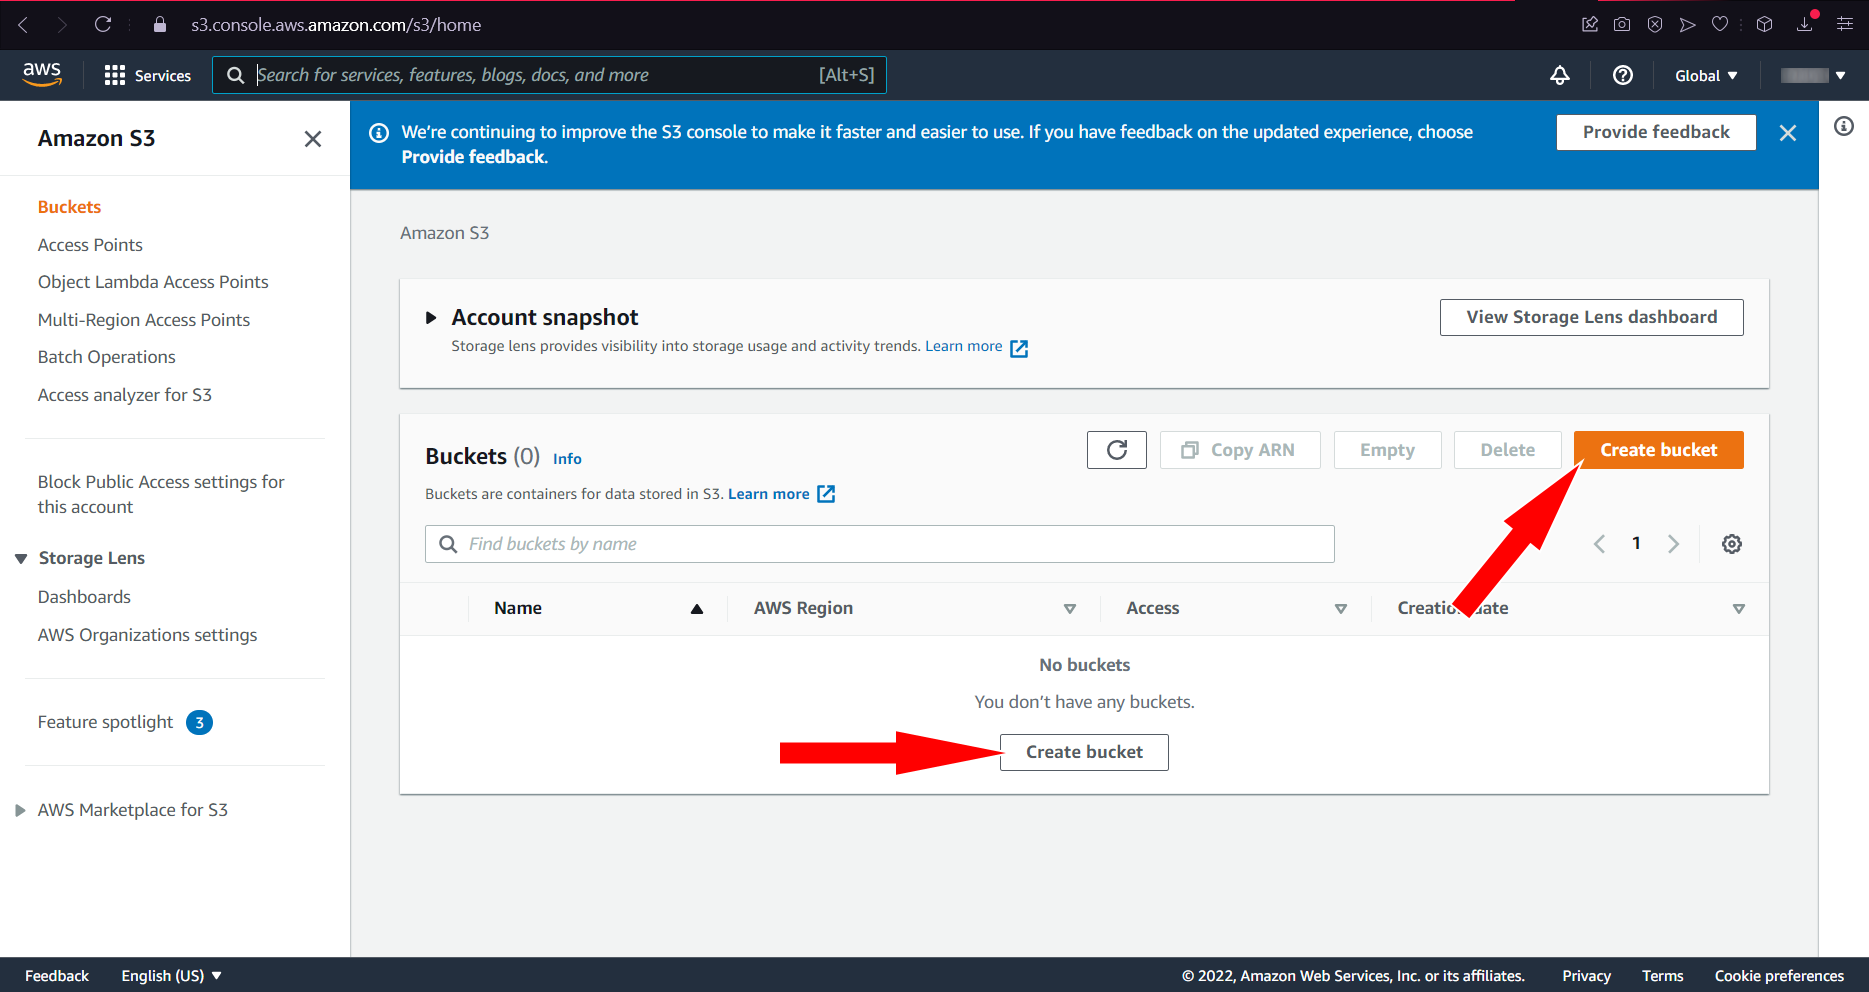 s3.console.aws.amazon.com/s3/home
aws
Services
Search for services, features, blogs, docs, and more
[Alt+S]
Global
Amazon S3
We're continuing to improve the S3 console to make it faster and easier to use. If you have feedback on the updated experience, choose
Provide feedback.
Provide feedback
Buckets
Access Points
Object Lambda Access Points
Multi-Region Access Points
Batch Operations
Access analyzer for S3
Block Public Access settings for
this account
Storage Lens
Dashboards
AWS Organizations settings
Feature spotlight 3
AWS Marketplace for S3
Amazon S3
Account snapshot
Storage lens provides visibility into storage usage and activity trends. Learn more
View Storage Lens dashboard
Buckets (0) Info
Buckets are containers for data stored in S3. Learn more
Copy ARN
Empty
Delete
Create bucket
Find buckets by name
1
Name
AWS Region
Access
No buckets
You don't have any buckets.
Create bucket
Feedback
English (US)
© 2022, Amazon Web Services, Inc. or its affiliates.
Privacy
Terms
Cookie preferences